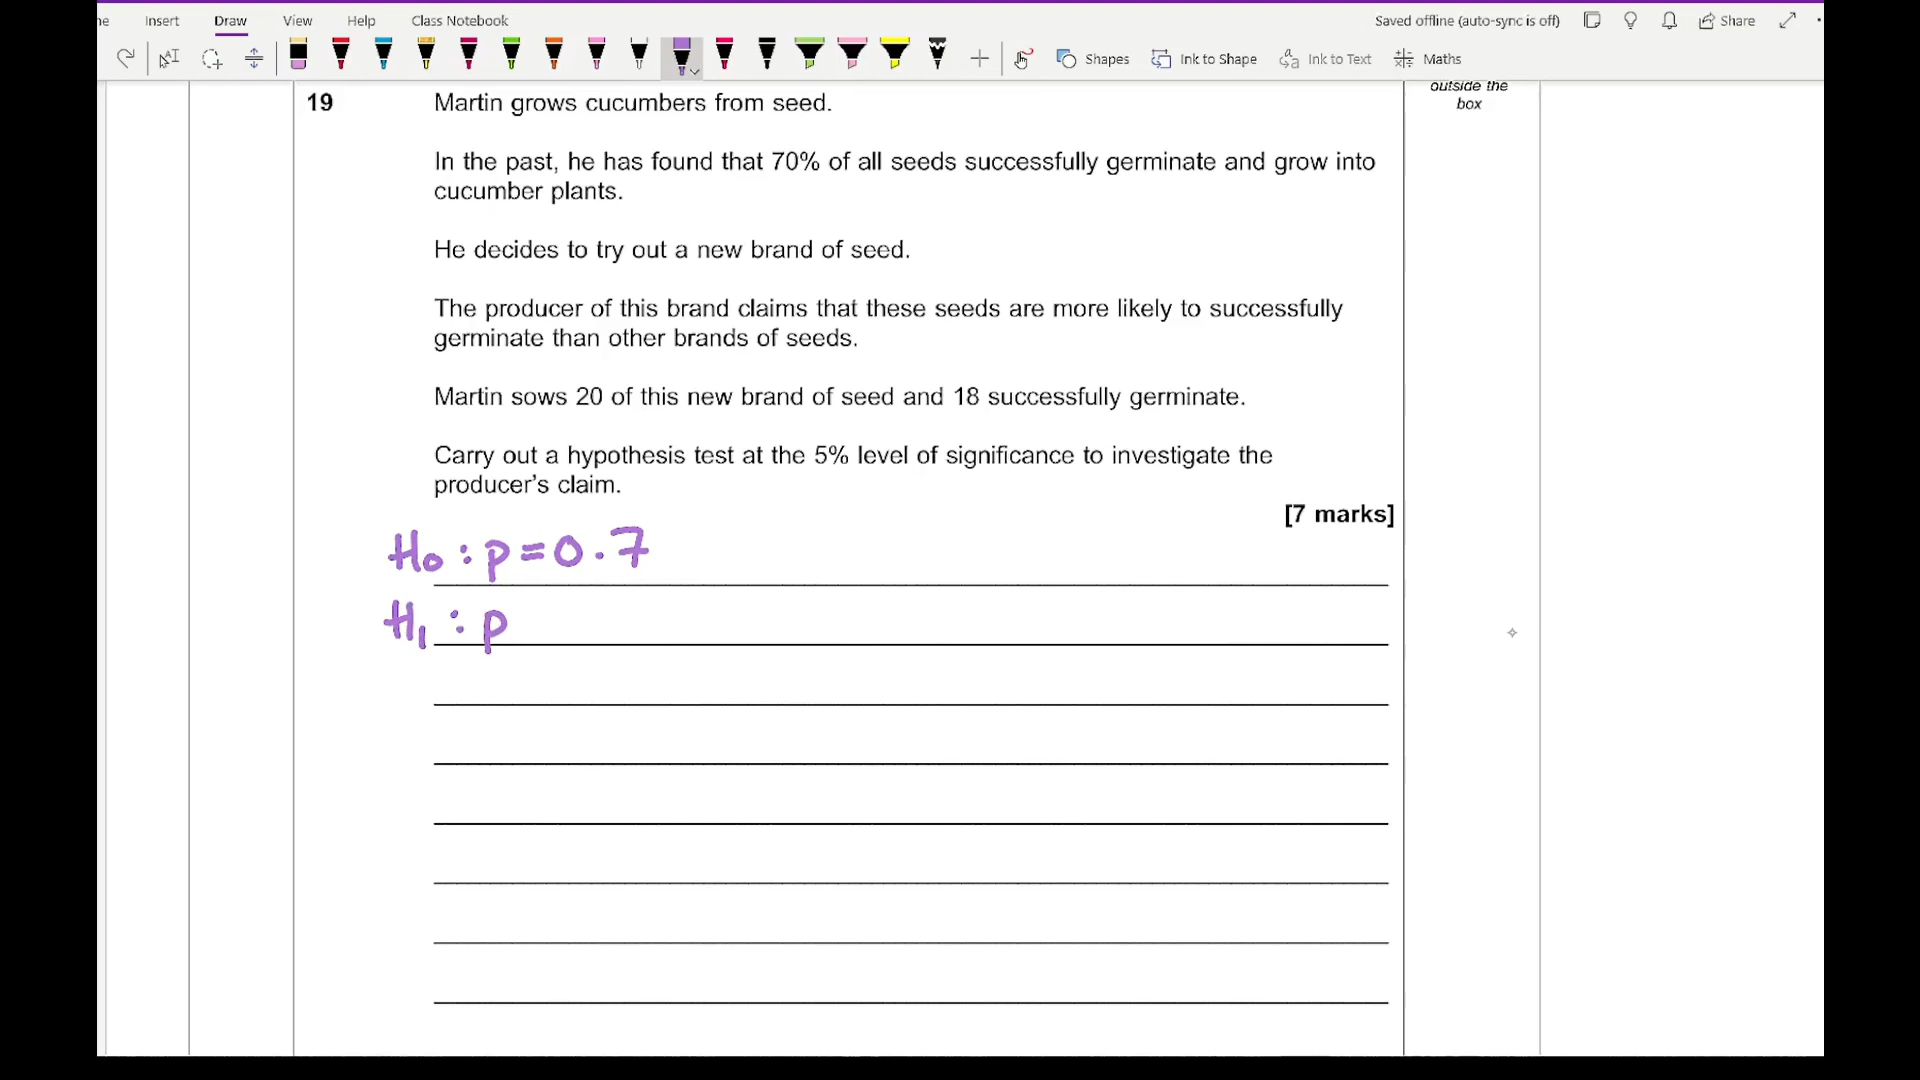 Insert Draw View Help Class Notebook Saved offline (auto-sync is off) Share
Shapes Ink to Shape Ink to Text Maths
outside the
box
19 Martin grows cucumbers from seed.
In the past, he has found that 70% of all seeds successfully germinate and grow into
cucumber plants.
He decides to try out a new brand of seed.
The producer of this brand claims that these seeds are more likely to successfully
germinate than other brands of seeds.
Martin sows 20 of this new brand of seed and 18 successfully germinate.
Carry out a hypothesis test at the 5% level of significance to investigate the
producer’s claim.
[7 marks]
H₀ : p = 0.7
H₁ : p